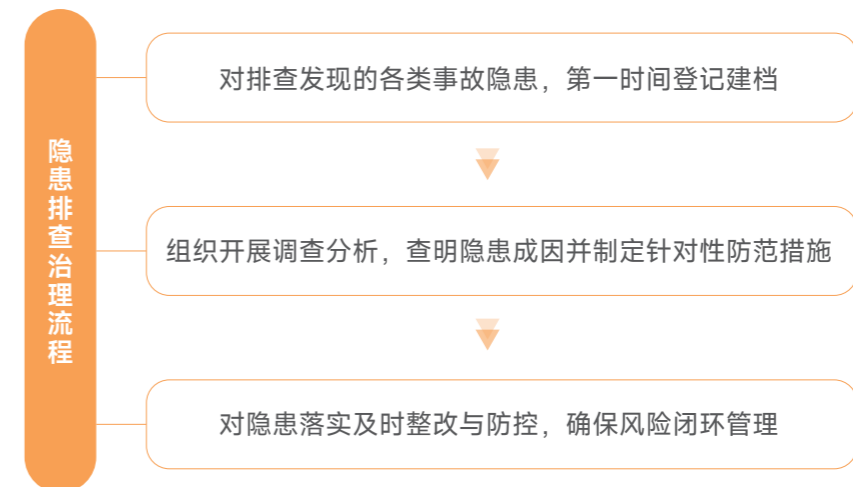 隐患排查治理流程
对排查发现的各类事故隐患，第一时间登记建档
组织开展调查分析，查明隐患成因并制定针对性防范措施
对隐患落实及时整改与防控，确保风险闭环管理